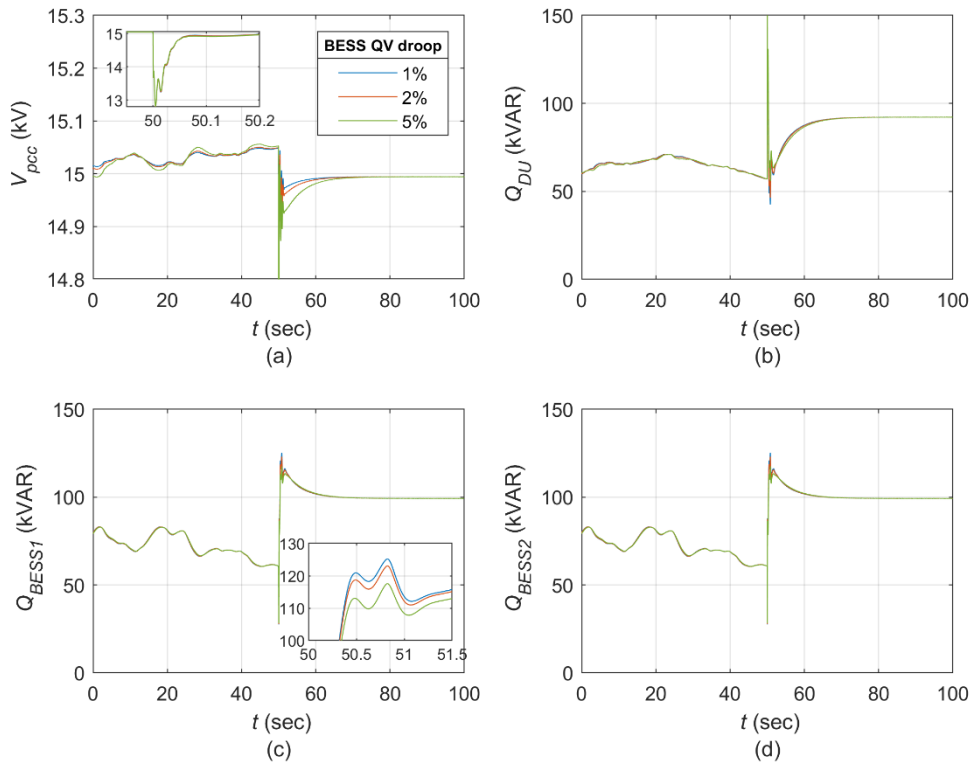 15.3
15.2
15.1
15
14.9
14.8
V_pcc (kV)
15
14
13
50
50.1
50.2
BESS QV droop
1%
2%
5%
0 20 40 60 80 100
t (sec)
(a)
150
100
50
0
Q_DU (kVAR)
0 20 40 60 80 100
t (sec)
(b)
150
100
50
0
Q_BESS1 (kVAR)
130
120
110
100
50 50.5 51 51.5
0 20 40 60 80 100
t (sec)
(c)
150
100
50
0
Q_BESS2 (kVAR)
0 20 40 60 80 100
t (sec)
(d)